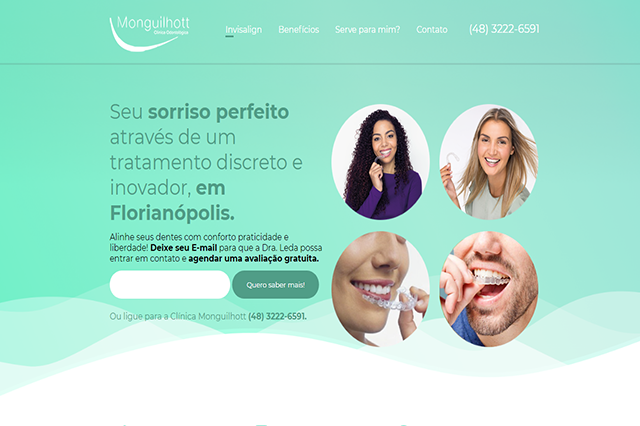 Monguilhott
Clínica Odontológica
Invisalign
Benefícios
Serve para mim?
Contato
(48) 3222-6591
Seu sorriso perfeito
através de um
tratamento discreto e
inovador, em
Florianópolis.
Alinhe seus dentes com conforto praticidade e
liberdade! Deixe seu E-mail para que a Dra. Leda possa
entrar em contato e agendar uma avaliação gratuita.
Quero saber mais!
Ou ligue para a Clínica Monguilhott (48) 3222-6591.